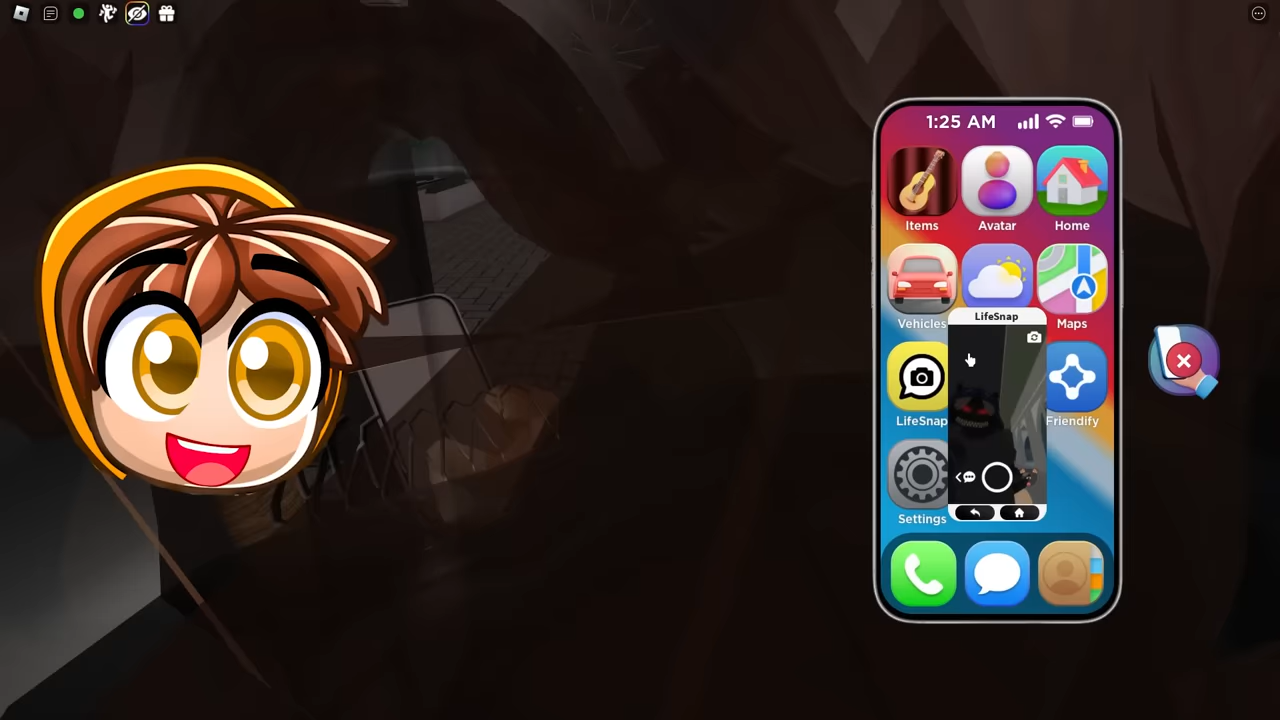 1:25 AM
Items
Avatar
Home
Vehicles
Maps
LifeSnap
LifeSnap
Friendify
Settings